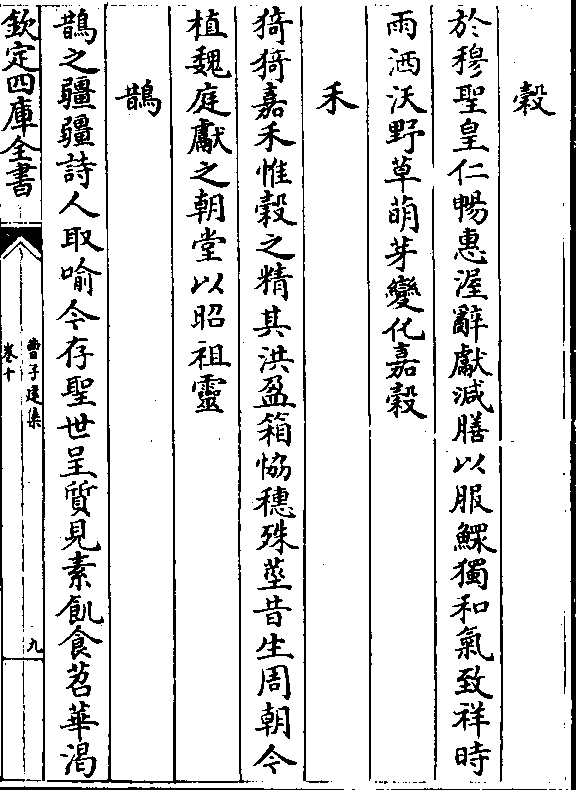 穀
於穆聖皇仁暢惠渥辭獻減膳以服鰥獨和氣致祥時
雨洒沃野草萌芽變化嘉穀
禾
猗猗嘉禾惟穀之精其洪盈箱恊穗殊莖昔生周朝今
植魏庭獻之朝堂以昭祖靈
鵲
鵲之疆疆詩人取喻今存聖世呈質見素飢食苕華渴
欽定四庫全書
曹子建集
卷十
九